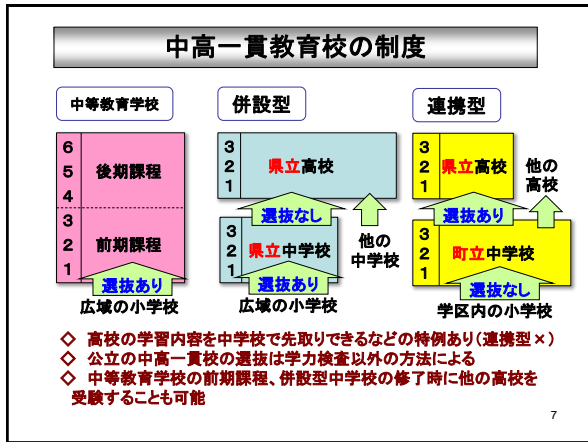 中高一貫教育校の制度
中等教育学校
6
5
4
後期課程
3
2
1
前期課程
選抜あり
広域の小学校
併設型
3
2
1
県立高校
選抜なし
他の
中学校
3
2
1
県立中学校
選抜あり
広域の小学校
連携型
3
2
1
県立高校
他の
高校
選抜あり
3
2
1
町立中学校
選抜なし
学区内の小学校
◇ 高校の学習内容を中学校で先取りできるなどの特例あり(連携型×)
◇ 公立の中高一貫校の選抜は学力検査以外の方法による
◇ 中等教育学校の前期課程、併設型中学校の修了時に他の高校を
受験することも可能
7